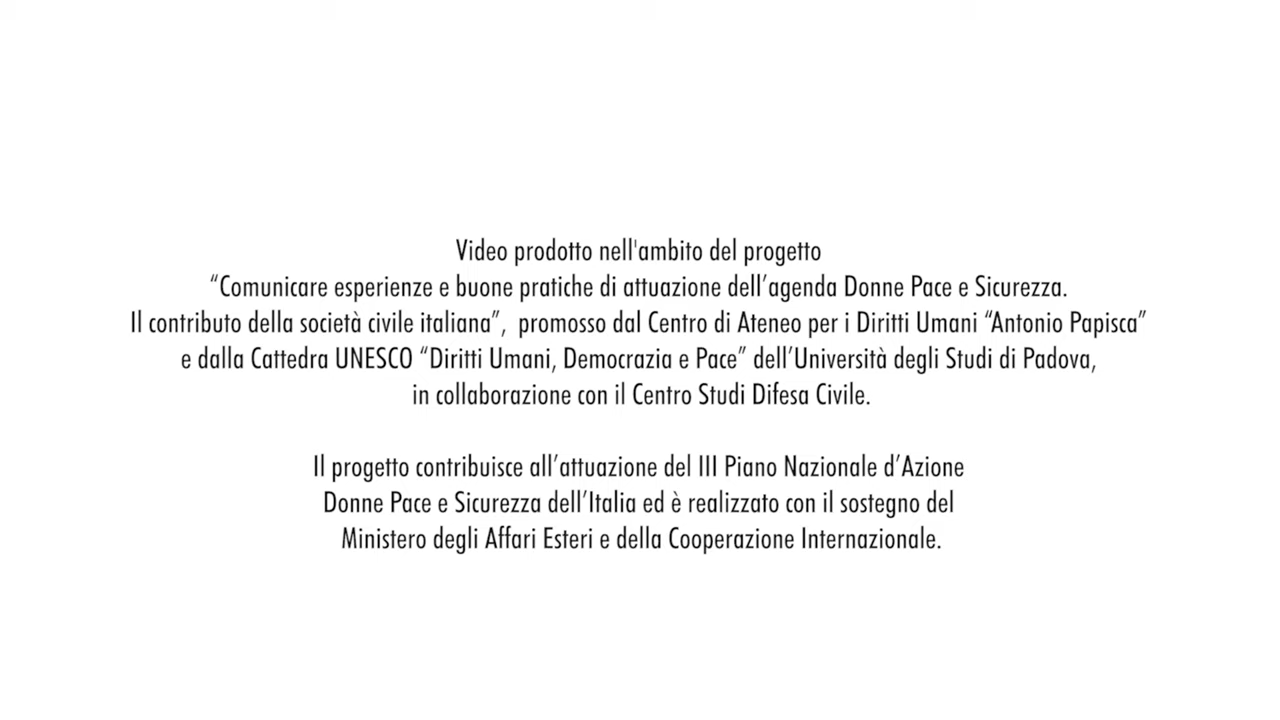 Video prodotto nell'ambito del progetto
“Comunicare esperienze e buone pratiche di attuazione dell’agenda Donne Pace e Sicurezza.
Il contributo della società civile italiana”, promosso dal Centro di Ateneo per i Diritti Umani “Antonio Papisca”
e dalla Cattedra UNESCO “Diritti Umani, Democrazia e Pace” dell’Università degli Studi di Padova,
in collaborazione con il Centro Studi Difesa Civile.
Il progetto contribuisce all’attuazione del III Piano Nazionale d’Azione
Donne Pace e Sicurezza dell’Italia ed è realizzato con il sostegno del
Ministero degli Affari Esteri e della Cooperazione Internazionale.